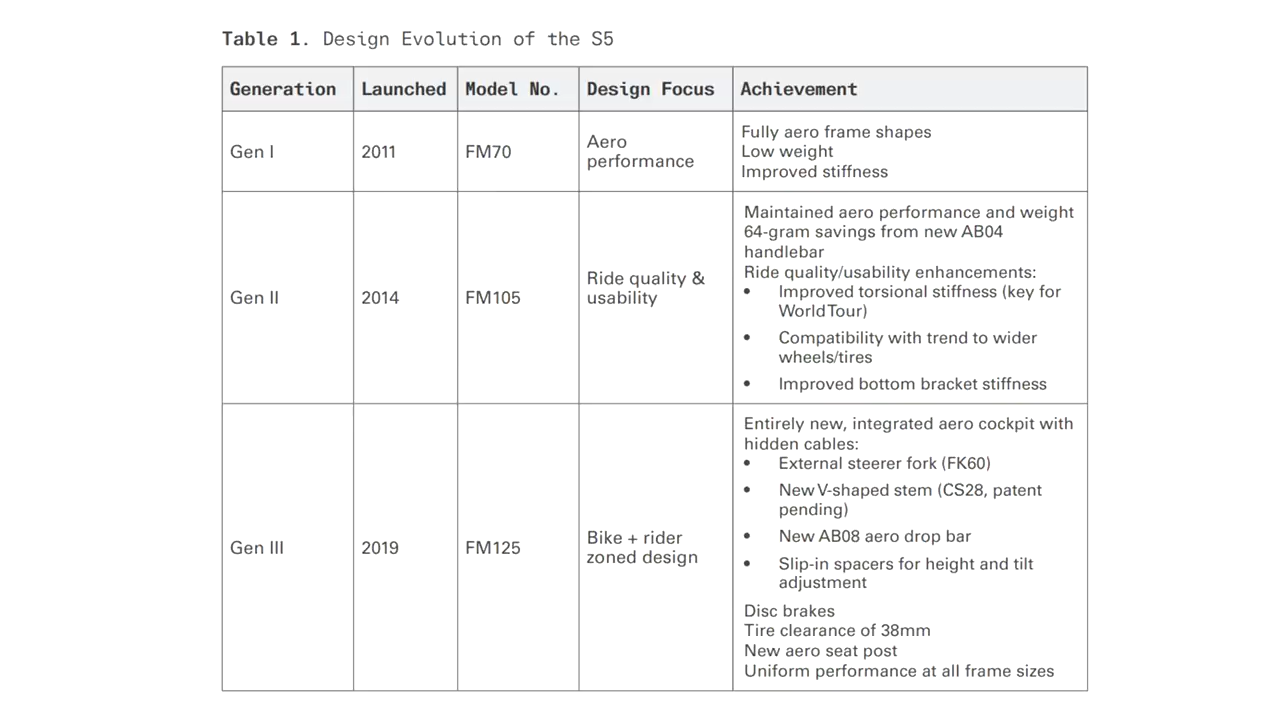 Table 1. Design Evolution of the S5
Generation Launched Model No. Design Focus Achievement
Gen I 2011 FM70
Aero
performance
Fully aero frame shapes
Low weight
Improved stiffness
Gen II 2014 FM105
Ride quality &
usability
Maintained aero performance and weight
64-gram savings from new AB04
handlebar
Ride quality/usability enhancements:
• Improved torsional stiffness (key for
WorldTour)
• Compatibility with trend to wider
wheels/tires
• Improved bottom bracket stiffness
Gen III 2019 FM125
Bike + rider
zoned design
Entirely new, integrated aero cockpit with
hidden cables:
• External steerer fork (FK60)
• New V-shaped stem (CS28, patent
pending)
• New AB08 aero drop bar
• Slip-in spacers for height and tilt
adjustment
Disc brakes
Tire clearance of 38mm
New aero seat post
Uniform performance at all frame sizes